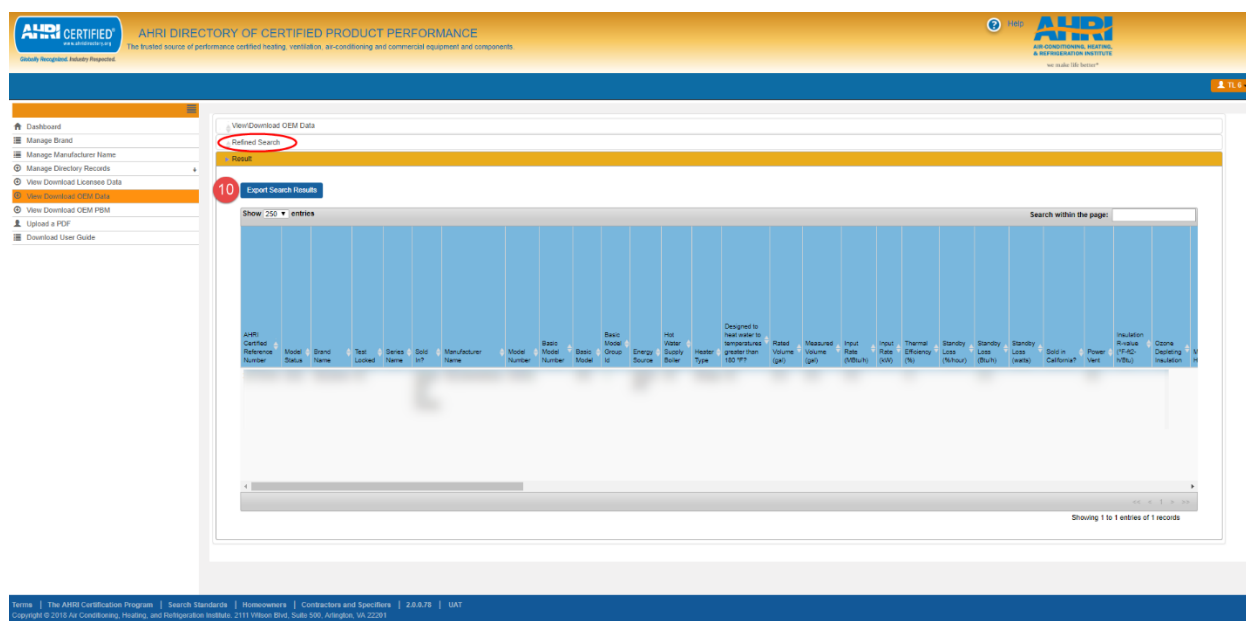 AHRI CERTIFIED®
www.ahridirectory.org
Globally Recognized. Industry Respected.
AHRI DIRECTORY OF CERTIFIED PRODUCT PERFORMANCE
The trusted source of performance certified heating, ventilation, air-conditioning and commercial equipment and components.
Help
AHRI
AIR-CONDITIONING, HEATING,
& REFRIGERATION INSTITUTE
we make life better®
TL 6
Dashboard
Manage Brand
Manage Manufacturer Name
Manage Directory Records
View Download Licensee Data
View Download OEM Data
View Download OEM PBM
Upload a PDF
Download User Guide
View\Download OEM Data
Refined Search
Result
10
Export Search Results
Show 250 entries
Search within the page:
AHRI Certified Reference Number
Model Status
Brand Name
Test Locked
Series Name
Sold In?
Manufacturer Name
Model Number
Basic Model Number
Basic Model
Basic Model Group Id
Energy Source
Hot Water Supply Boiler
Heater Type
Designed to heat water to temperatures greater than 180 ºF?
Rated Volume (gal)
Measured Volume (gal)
Input Rate (MBtu/h)
Input Rate (kW)
Thermal Efficiency (%)
Standby Loss (%/hour)
Standby Loss (Btu/h)
Standby Loss (watts)
Sold in California?
Power Vent
Insulation R-value (°F-ft2-h/Btu)
Ozone Depleting Insulation
<< < 1 > >>
Showing 1 to 1 entries of 1 records
Terms | The AHRI Certification Program | Search Standards | Homeowners | Contractors and Specifiers | 2.0.0.78 | UAT
Copyright © 2018 Air Conditioning, Heating, and Refrigeration Institute. 2111 Wilson Blvd, Suite 500, Arlington, VA 22201